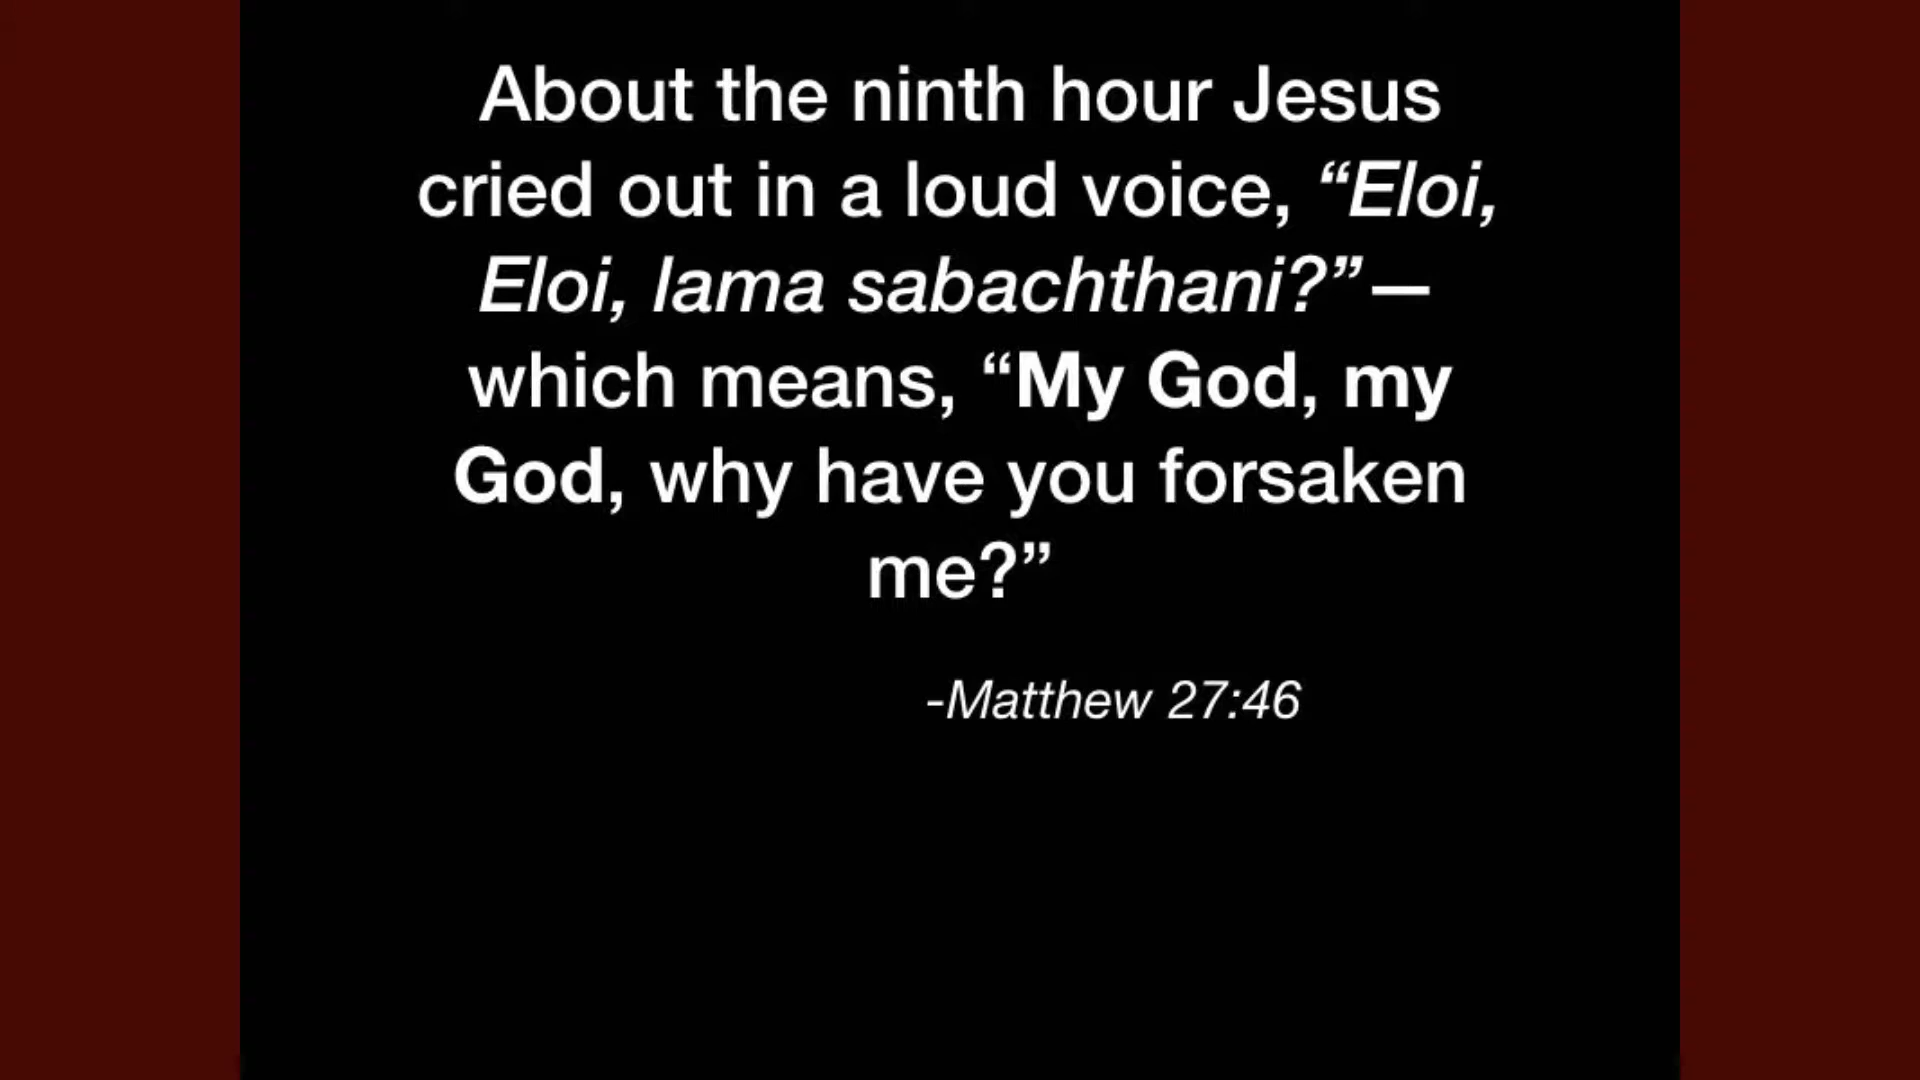 About the ninth hour Jesus
cried out in a loud voice, “Eloi,
Eloi, lama sabachthani?”—
which means, “My God, my
God, why have you forsaken
me?”
-Matthew 27:46